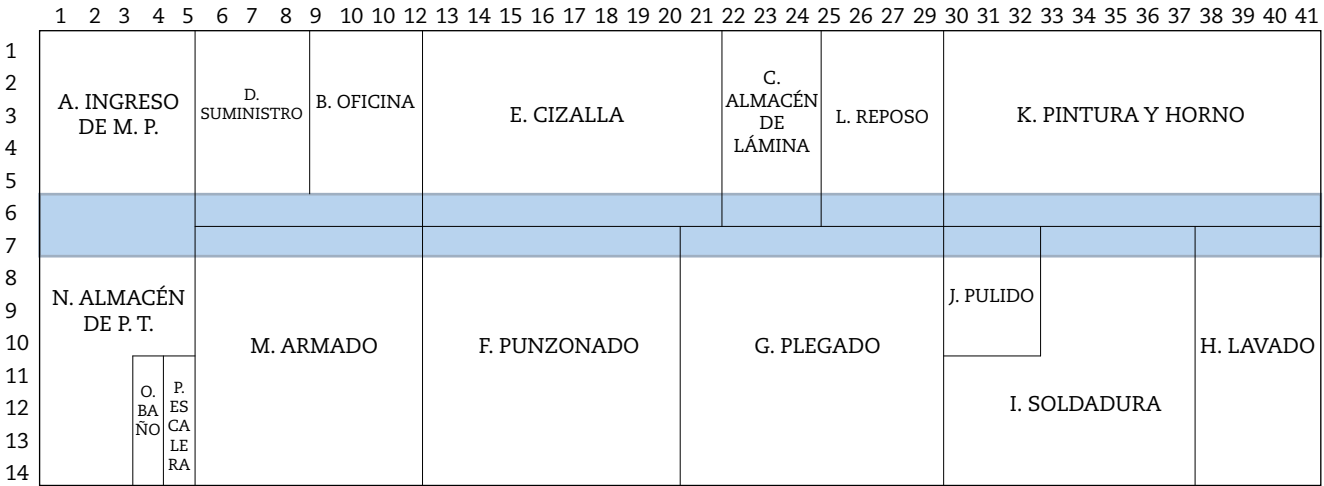 1 2 3 4 5 6 7 8 9 10 10 12 13 14 15 16 17 18 19 20 21 22 23 24 25 26 27 29 30 31 32 33 34 35 36 37 38 39 40 41
1
2
3
4
5
6
7
8
9
10
11
12
13
14
A. INGRESO
DE M. P.
D.
SUMINISTRO
B. OFICINA
E. CIZALLA
C.
ALMACÉN
DE
LÁMINA
L. REPOSO
K. PINTURA Y HORNO
N. ALMACÉN
DE P. T.
O.
BA
ÑO
P.
ES
CA
LE
RA
M. ARMADO
F. PUNZONADO
G. PLEGADO
J. PULIDO
I. SOLDADURA
H. LAVADO